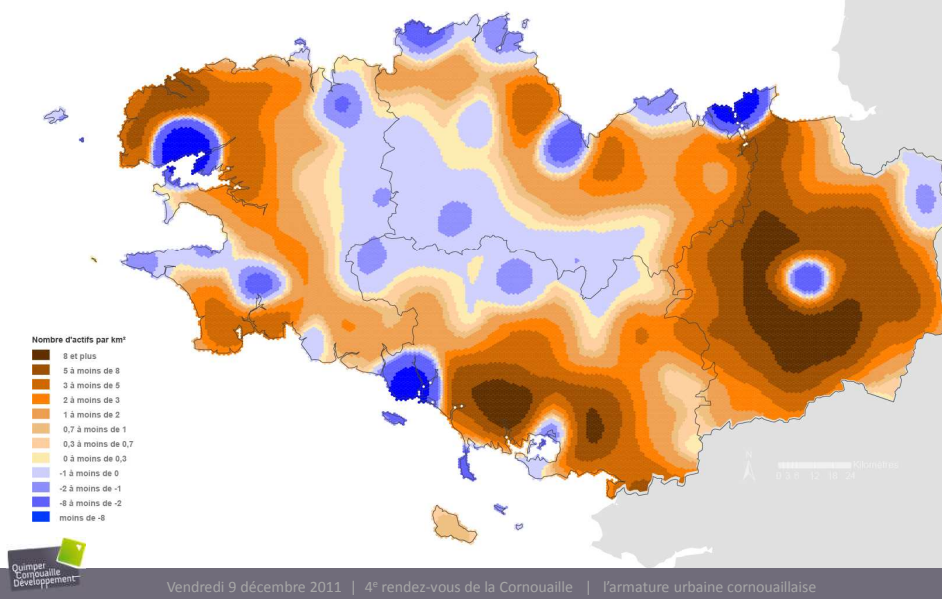 Nombre d'actifs par km²
8 et plus
5 à moins de 8
3 à moins de 5
2 à moins de 3
1 à moins de 2
0,7 à moins de 1
0,3 à moins de 0,7
0 à moins de 0,3
-1 à moins de 0
-2 à moins de -1
-8 à moins de -2
moins de -8
N
Quimper
Cornouaille
Développement
Vendredi 9 décembre 2011 | 4e rendez-vous de la Cornouaille | l'armature urbaine cornouaillaise